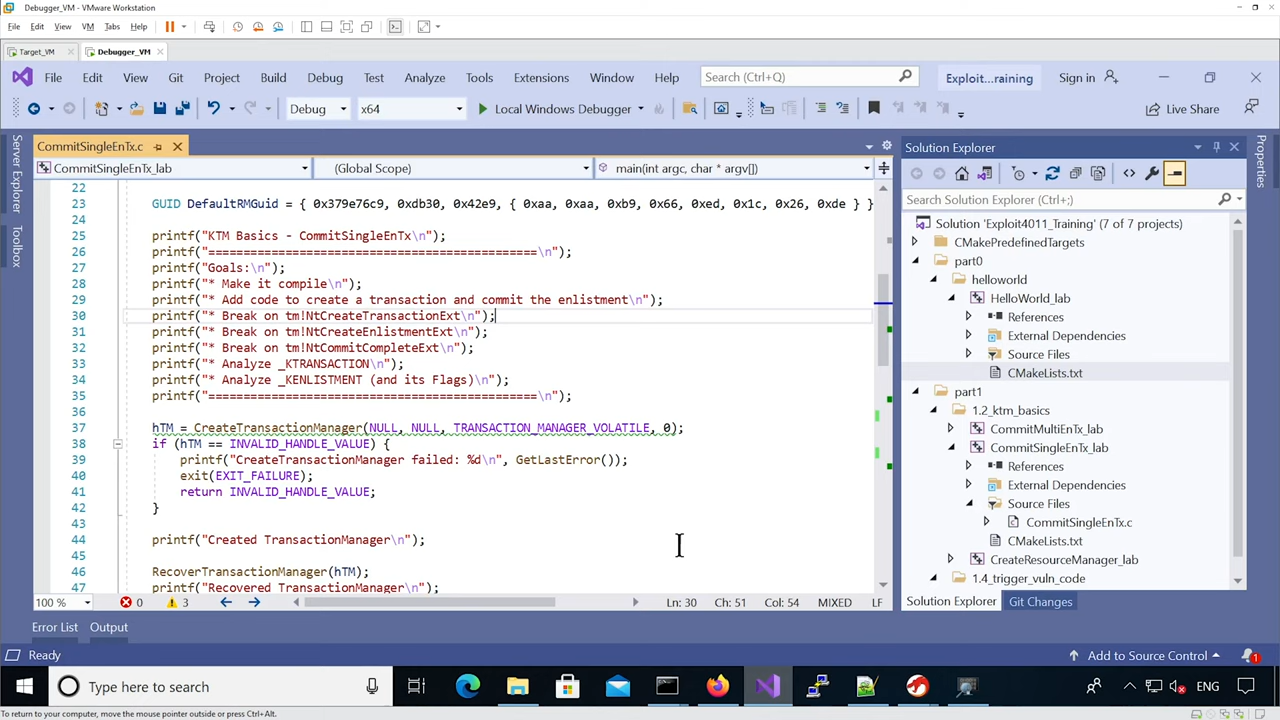 Debugger_VM - VMware Workstation
File Edit View VM Tabs Help
Target_VM Debugger_VM
File Edit View Git Project Build Debug Test Analyze Tools Extensions Window Help Search (Ctrl+Q) Exploit...raining Sign in
Debug x64 Local Windows Debugger Live Share
Server Explorer
Toolbox
CommitSingleEnTx.c
CommitSingleEnTx_lab (Global Scope) main(int argc, char * argv[])
22
23 GUID DefaultRMGuid = { 0x379e76c9, 0xdb30, 0x42e9, { 0xaa, 0xaa, 0xb9, 0x66, 0xed, 0x1c, 0x26, 0xde } }
24
25 printf("KTM Basics - CommitSingleEnTx\n");
26 printf("===============================================\n");
27 printf("Goals:\n");
28 printf("* Make it compile\n");
29 printf("* Add code to create a transaction and commit the enlistment\n");
30 printf("* Break on tm!NtCreateTransactionExt\n");
31 printf("* Break on tm!NtCreateEnlistmentExt\n");
32 printf("* Break on tm!NtCommitCompleteExt\n");
33 printf("* Analyze _KTRANSACTION\n");
34 printf("* Analyze _KENLISTMENT (and its Flags)\n");
35 printf("===============================================\n");
36
37 hTM = CreateTransactionManager(NULL, NULL, TRANSACTION_MANAGER_VOLATILE, 0);
38 if (hTM == INVALID_HANDLE_VALUE) {
39 printf("CreateTransactionManager failed: %d\n", GetLastError());
40 exit(EXIT_FAILURE);
41 return INVALID_HANDLE_VALUE;
42 }
43
44 printf("Created TransactionManager\n");
45
46 RecoverTransactionManager(hTM);
47 printf("Recovered TransactionManager\n");
100 % 0 3 Ln: 30 Ch: 51 Col: 54 MIXED LF
Error List Output
Solution Explorer
Search Solution Explorer (Ctrl+;)
Solution 'Exploit4011_Training' (7 of 7 projects)
CMakePredefinedTargets
part0
helloworld
HelloWorld_lab
References
External Dependencies
Source Files
CMakeLists.txt
part1
1.2_ktm_basics
CommitMultiEnTx_lab
CommitSingleEnTx_lab
References
External Dependencies
Source Files
CommitSingleEnTx.c
CMakeLists.txt
CreateResourceManager_lab
1.4_trigger_vuln_code
Solution Explorer Git Changes
Properties
Ready Add to Source Control 1
Type here to search ENG
To return to your computer, move the mouse pointer outside or press Ctrl+Alt.